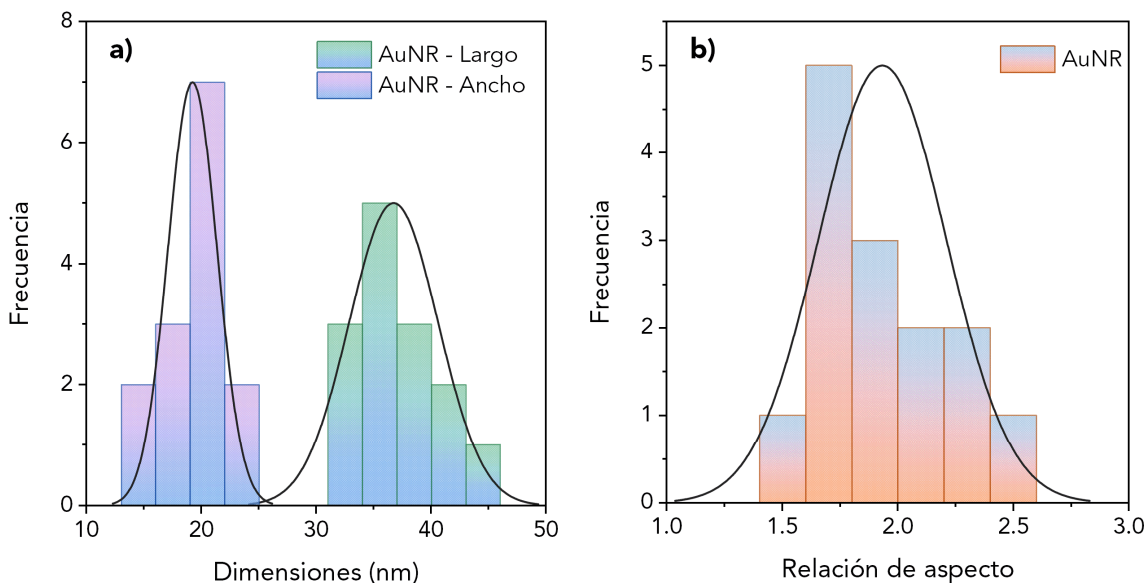 a)
AuNR - Largo
AuNR - Ancho
Frecuencia
8
6
4
2
0
10 20 30 40 50
Dimensiones (nm)
b)
AuNR
Frecuencia
5
4
3
2
1
0
1.0 1.5 2.0 2.5 3.0
Relación de aspecto